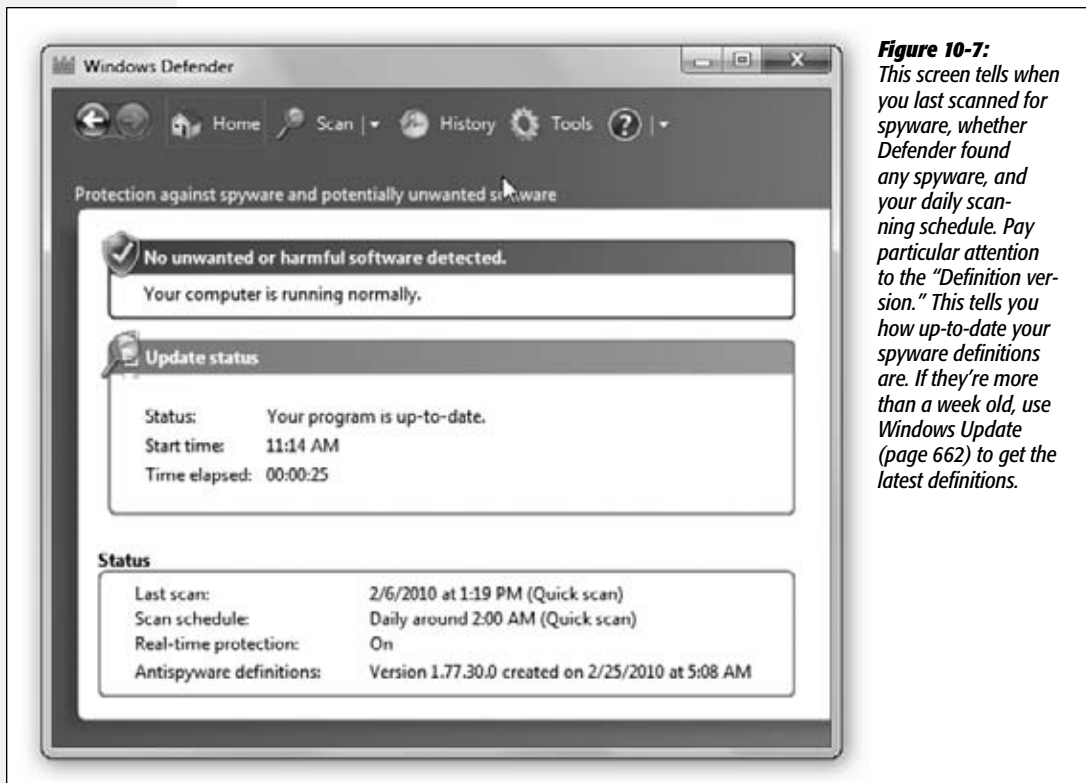 Windows Defender
Home Scan History Tools
Protection against spyware and potentially unwanted software
No unwanted or harmful software detected.
Your computer is running normally.
Update status
Status: Your program is up-to-date.
Start time: 11:14 AM
Time elapsed: 00:00:25
Status
Last scan: 2/6/2010 at 1:19 PM (Quick scan)
Scan schedule: Daily around 2:00 AM (Quick scan)
Real-time protection: On
Antispyware definitions: Version 1.77.30.0 created on 2/25/2010 at 5:08 AM
Figure 10-7:
This screen tells when
you last scanned for
spyware, whether
Defender found
any spyware, and
your daily scan-
ning schedule. Pay
particular attention
to the “Definition ver-
sion.” This tells you
how up-to-date your
spyware definitions
are. If they’re more
than a week old, use
Windows Update
(page 662) to get the
latest definitions.